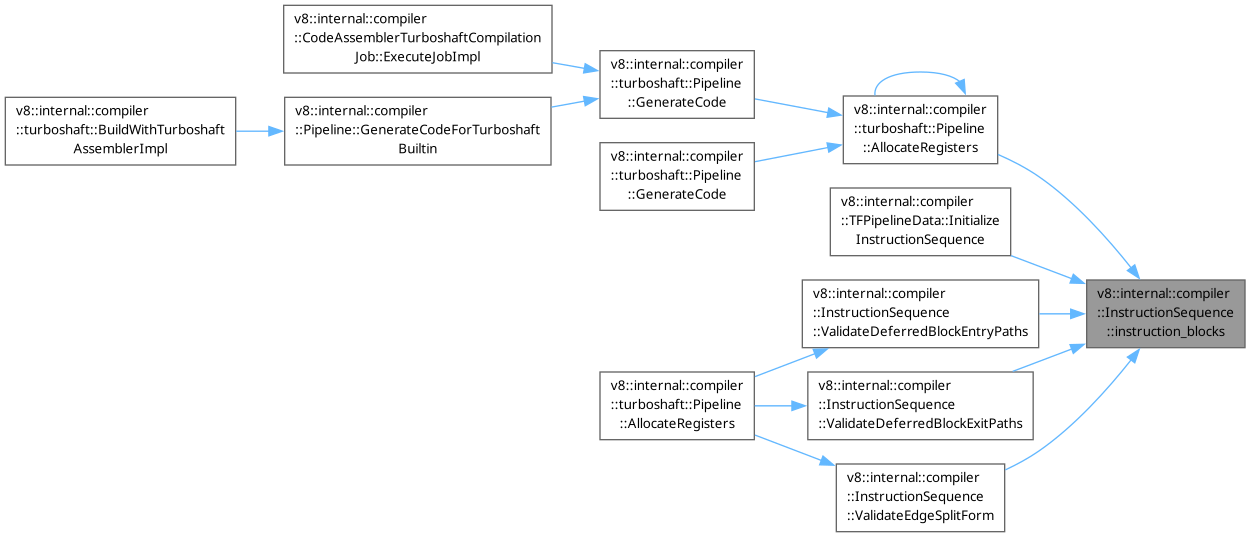 v8::internal::compiler
::CodeAssemblerTurboshaftCompilation
Job::ExecuteJobImpl
v8::internal::compiler
::turboshaft::BuildWithTurboshaft
AssemblerImpl
v8::internal::compiler
::Pipeline::GenerateCodeForTurboshaft
Builtin
v8::internal::compiler
::turboshaft::Pipeline
::GenerateCode
v8::internal::compiler
::turboshaft::Pipeline
::GenerateCode
v8::internal::compiler
::turboshaft::Pipeline
::AllocateRegisters
v8::internal::compiler
::TFPipelineData::Initialize
InstructionSequence
v8::internal::compiler
::InstructionSequence
::ValidateDeferredBlockEntryPaths
v8::internal::compiler
::InstructionSequence
::instruction_blocks
v8::internal::compiler
::turboshaft::Pipeline
::AllocateRegisters
v8::internal::compiler
::InstructionSequence
::ValidateDeferredBlockExitPaths
v8::internal::compiler
::InstructionSequence
::ValidateEdgeSplitForm